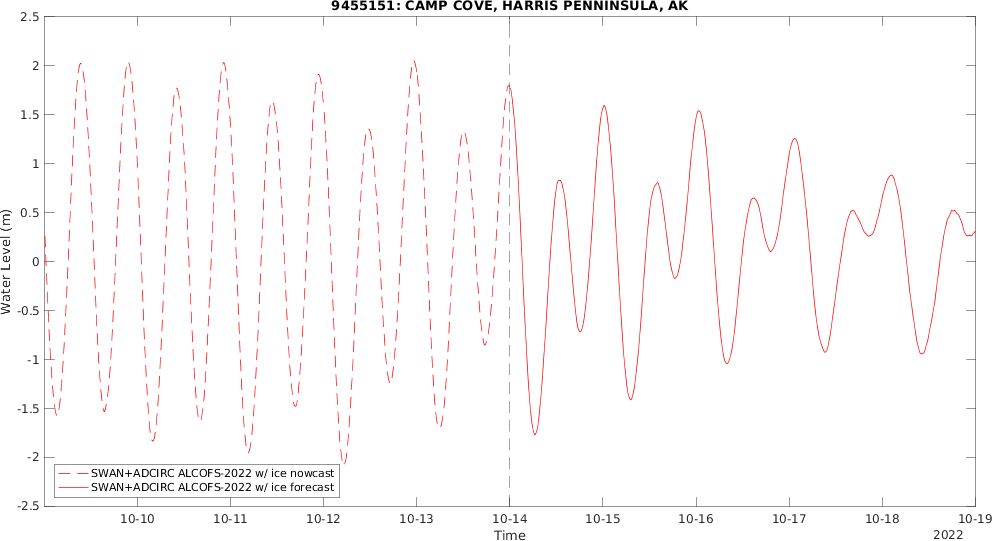 9455151: CAMP COVE, HARRIS PENNINSULA, AK
Water Level (m)
2.5
2
1.5
1
0.5
0
-0.5
-1
-1.5
-2
-2.5
SWAN+ADCIRC ALCOFS-2022 w/ ice nowcast
SWAN+ADCIRC ALCOFS-2022 w/ ice forecast
10-10 10-11 10-12 10-13 10-14 10-15 10-16 10-17 10-18 10-19
Time
2022